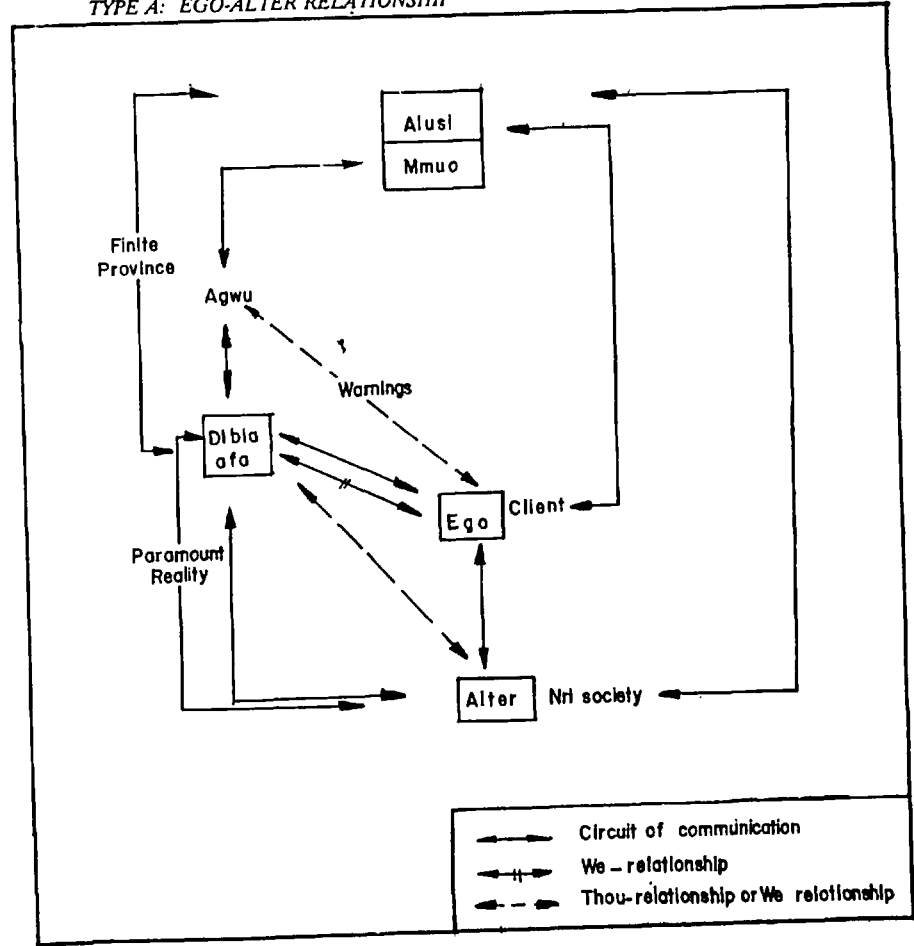 TYPE A: EGO-ALTER RELATIONSHIP
Alusi
Mmuo
Finite
Province
Agwu
Warnings
Dibia
afa
Ego
Client
Paramount
Reality
Alter
Nri society
Circuit of communication
We-relationship
Thou-relationship or We relotionship